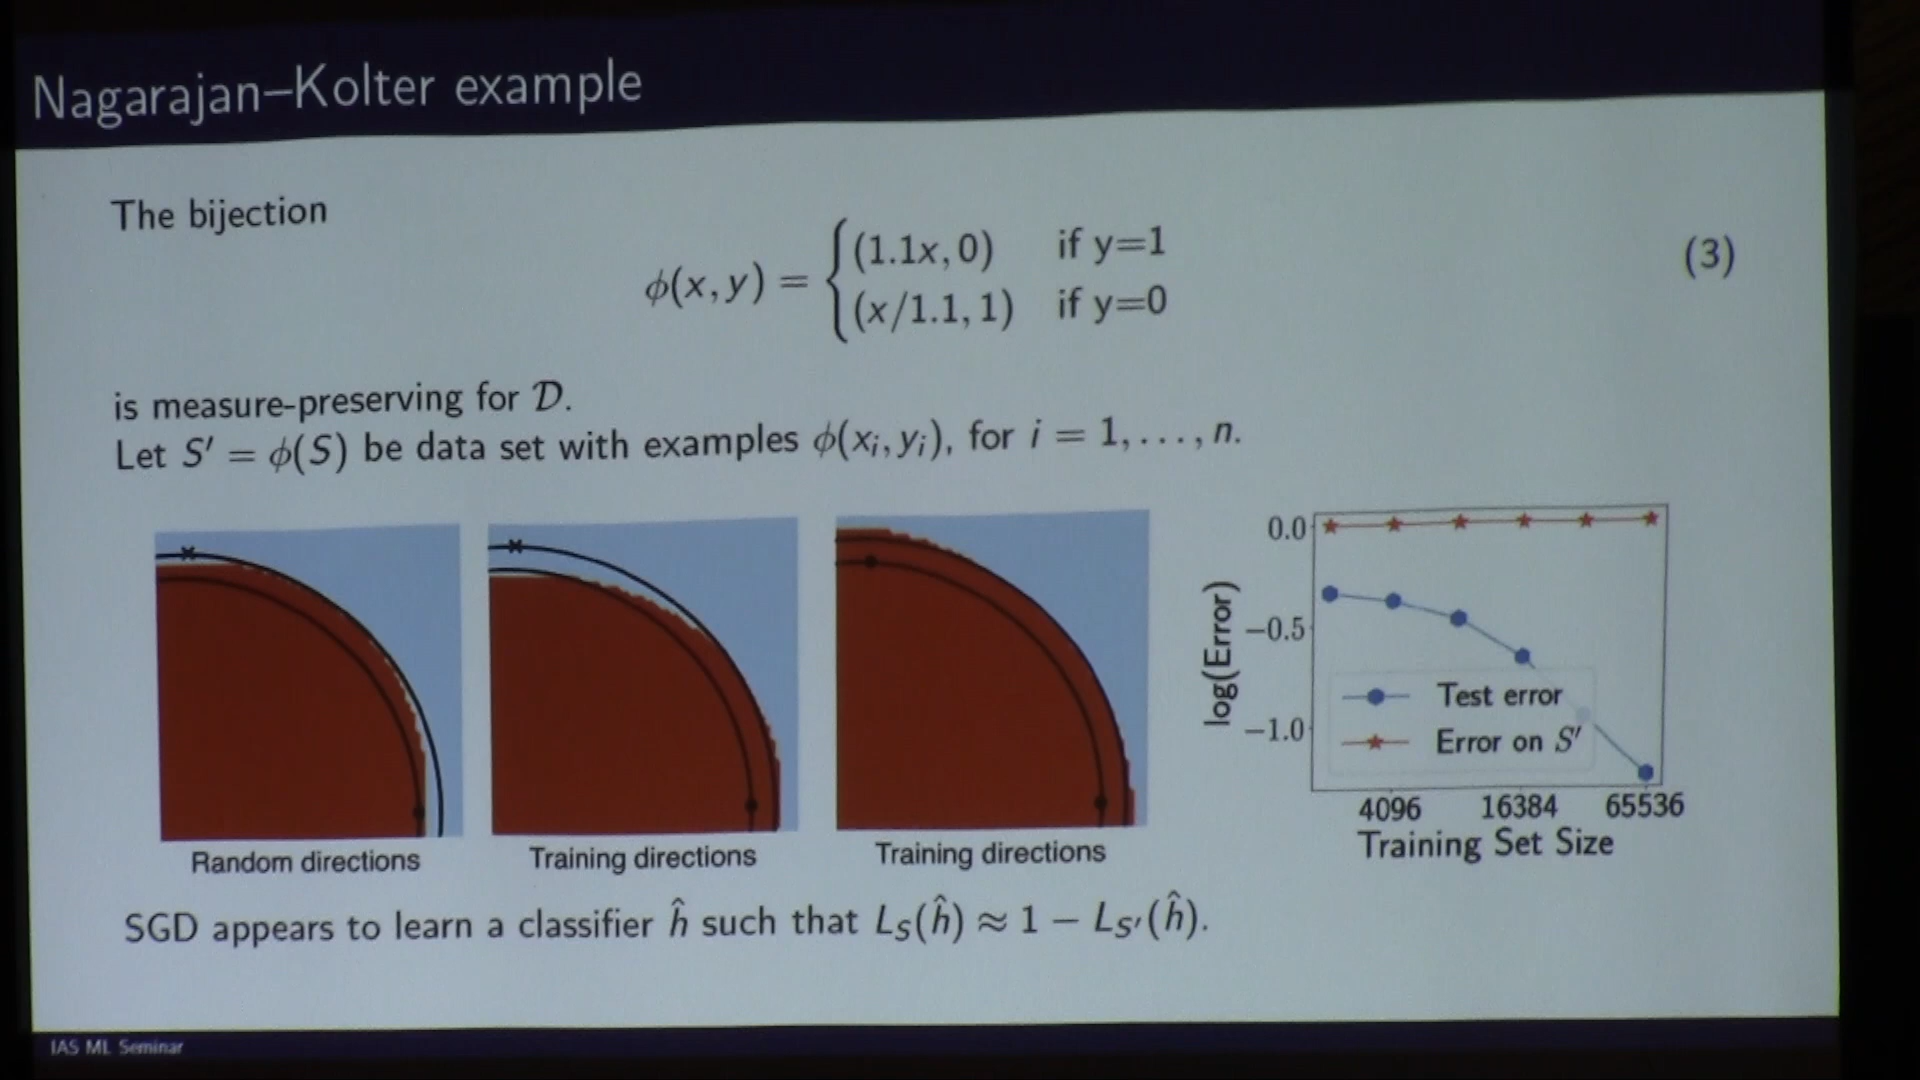 Nagarajan–Kolter example
The bijection
ϕ(x, y) = { (1.1x, 0) if y=1
(x/1.1, 1) if y=0
(3)
is measure-preserving for 𝒟.
Let S′ = ϕ(S) be data set with examples ϕ(xᵢ, yᵢ), for i = 1, . . . , n.
Random directions
Training directions
Training directions
log(Error)
0.0
−0.5
−1.0
Test error
Error on S′
4096 16384 65536
Training Set Size
SGD appears to learn a classifier ĥ such that L_S(ĥ) ≈ 1 − L_S′(ĥ).
IAS ML Seminar